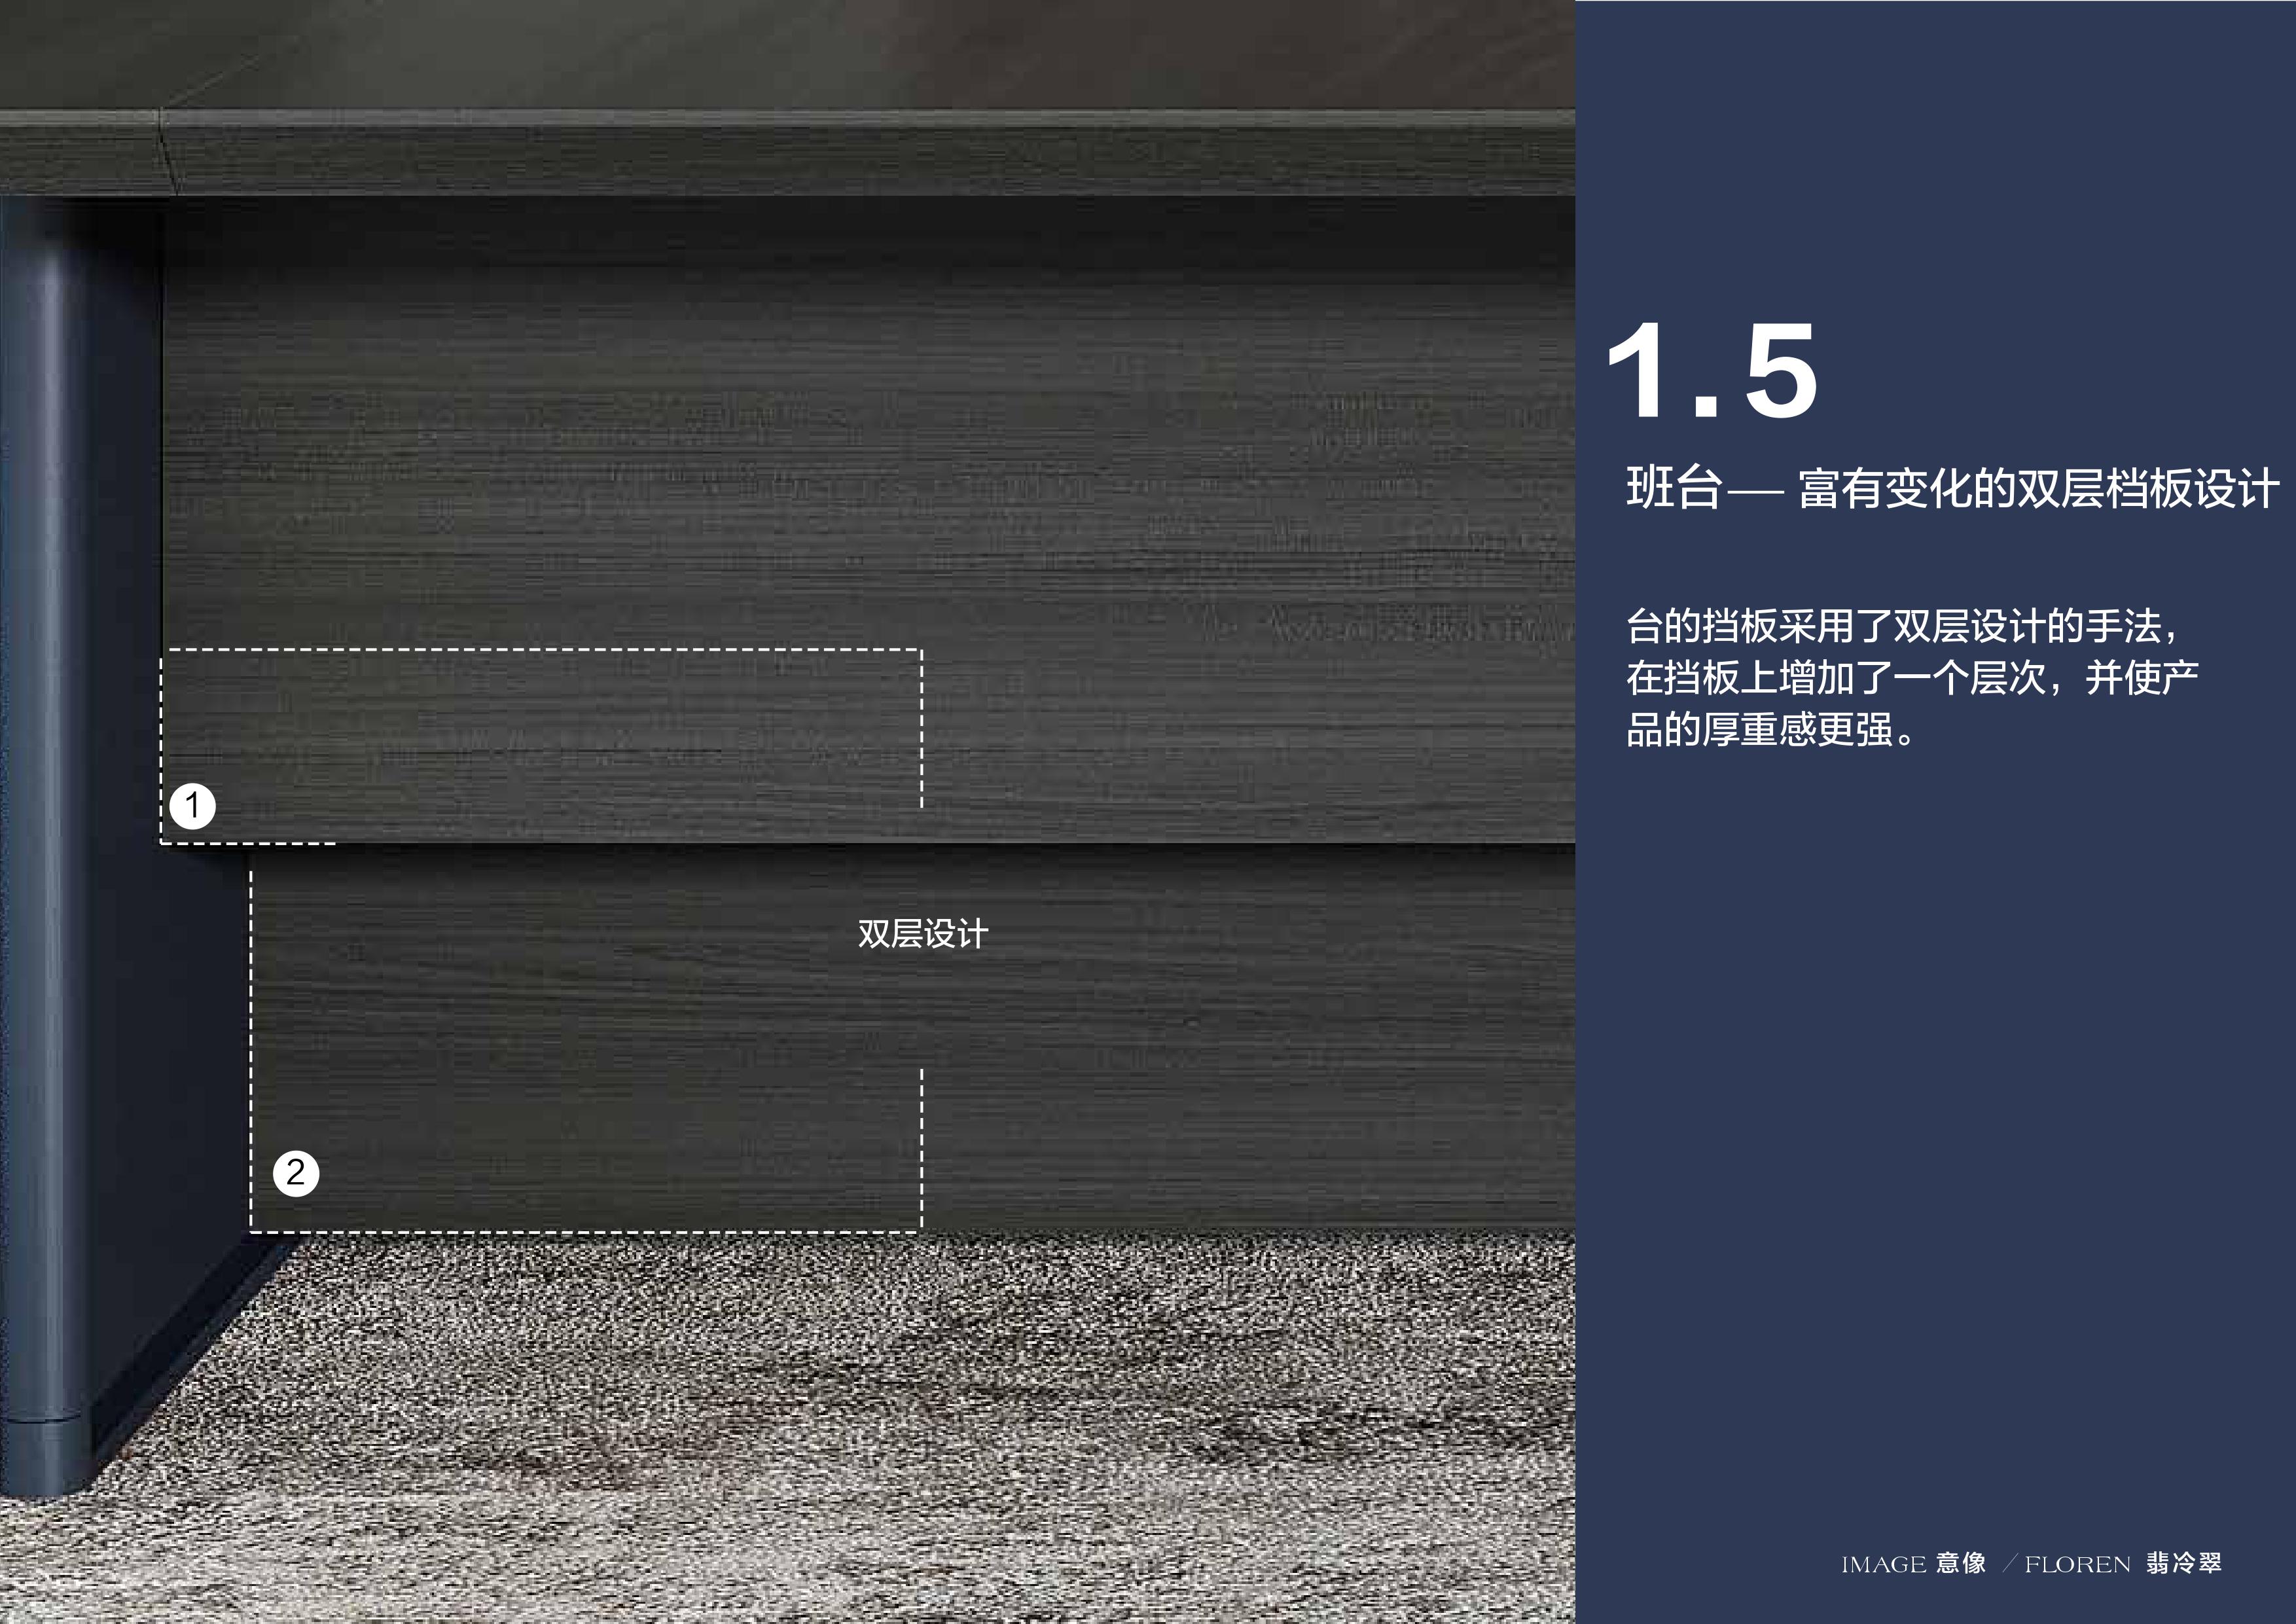 1.5
班台— 富有变化的双层档板设计
台的挡板采用了双层设计的手法，
在挡板上增加了一个层次，并使产
品的厚重感更强。
1
双层设计
2
IMAGE 意像 / FLOREN 翡冷翠